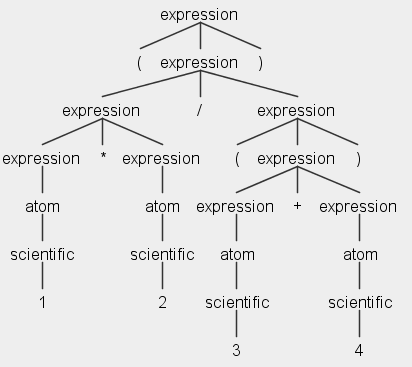 expression
( expression )
expression / expression
expression * expression ( expression )
atom atom expression + expression
scientific scientific atom atom
1 2 scientific scientific
3 4